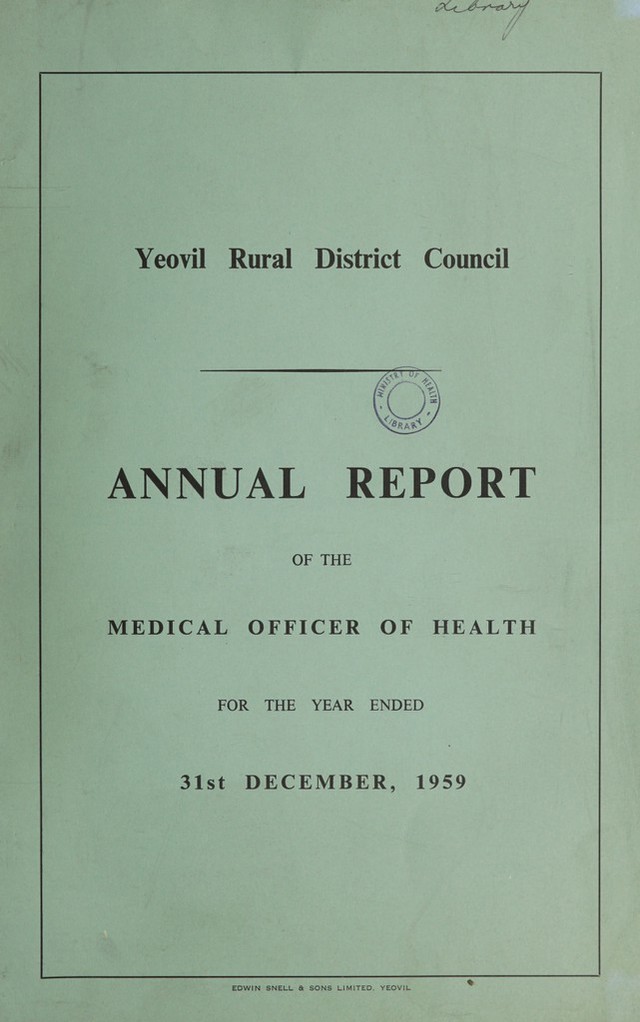 Library
Yeovil Rural District Council
MINISTRY OF HEALTH
LIBRARY
ANNUAL REPORT
OF THE
MEDICAL OFFICER OF HEALTH
FOR THE YEAR ENDED
31st DECEMBER, 1959
EDWIN SNELL & SONS LIMITED, YEOVIL